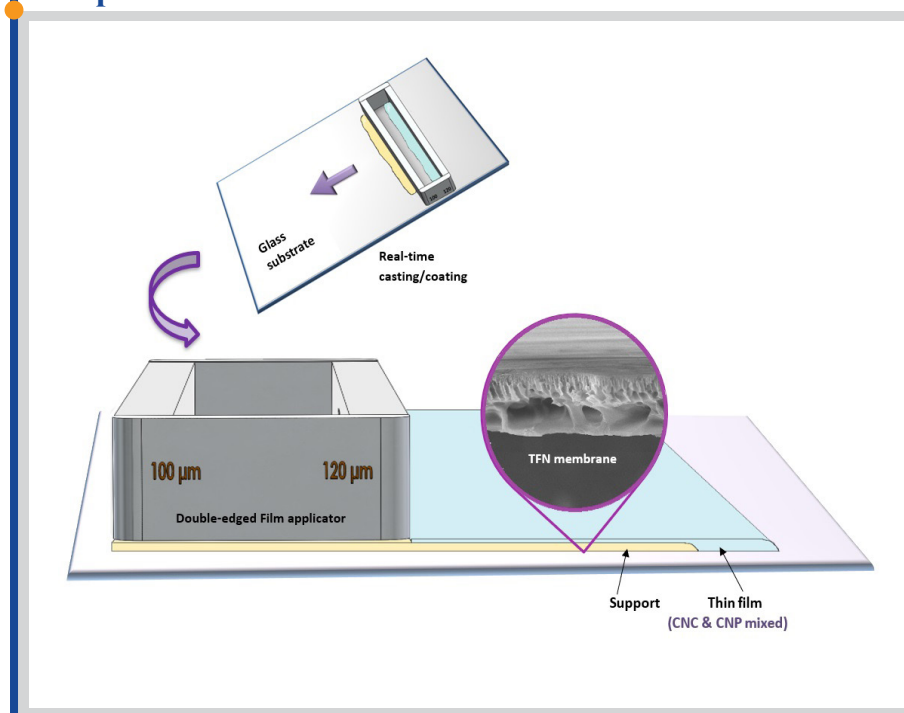 Glass
substrate
Real-time
casting/coating
100 µm
120 µm
Double-edged Film applicator
TFN membrane
Support
Thin film
(CNC & CNP mixed)